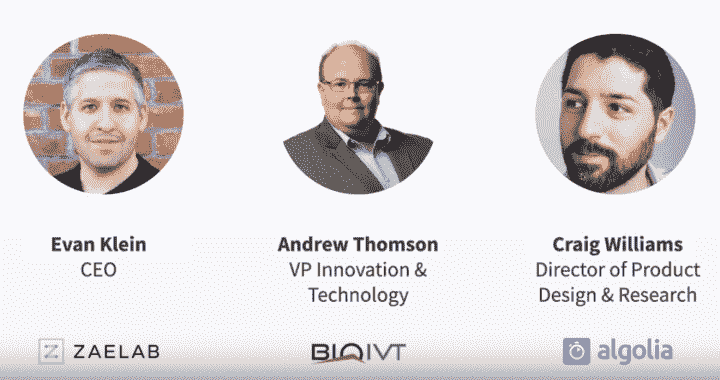 Evan Klein
CEO
ZAELAB
Andrew Thomson
VP Innovation &
Technology
BIOIVT
Craig Williams
Director of Product
Design & Research
algolia